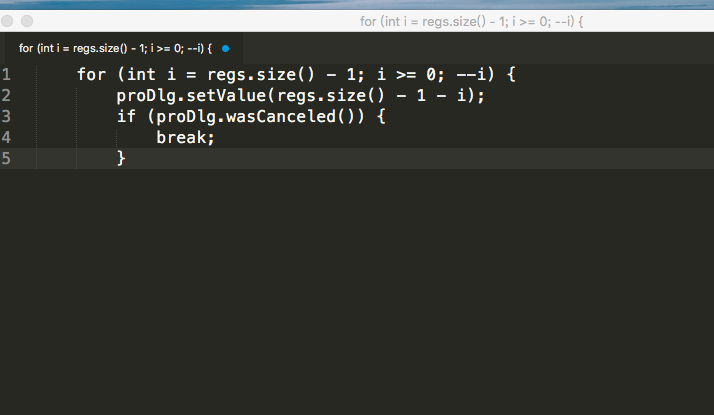 for (int i = regs.size() - 1; i >= 0; --i) {
for (int i = regs.size() - 1; i >= 0; --i) {
1 for (int i = regs.size() - 1; i >= 0; --i) {
2 proDlg.setValue(regs.size() - 1 - i);
3 if (proDlg.wasCanceled()) {
4 break;
5 }